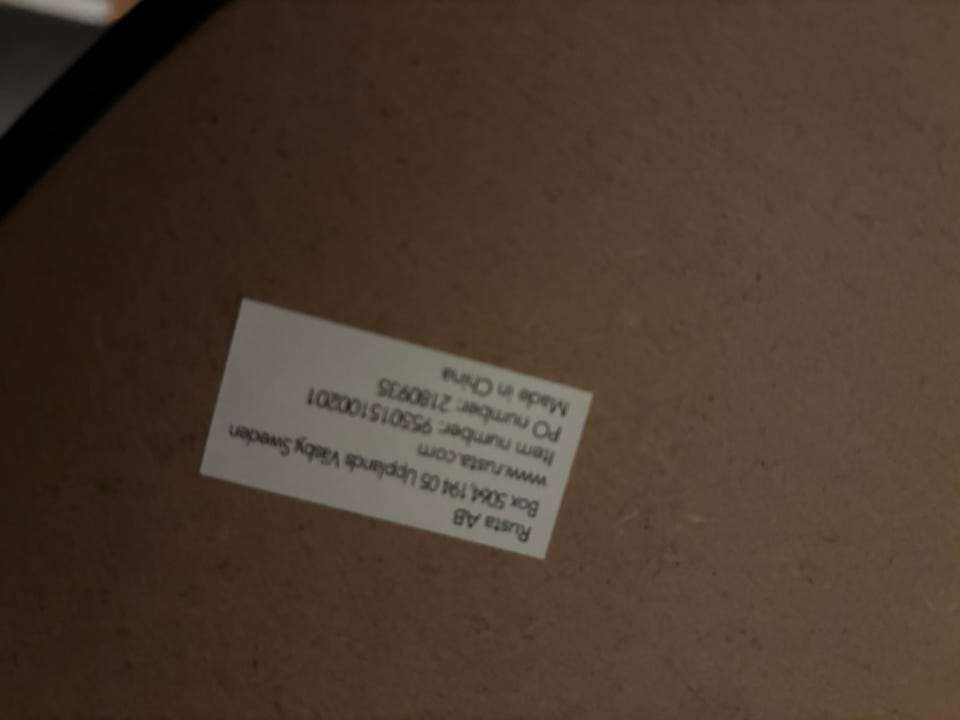 Rusta AB
Box 5064,194 05 Upplands Väsby,Sweden
www.rusta.com
Item number: 955015100201
PO number: 2180935
Made in China